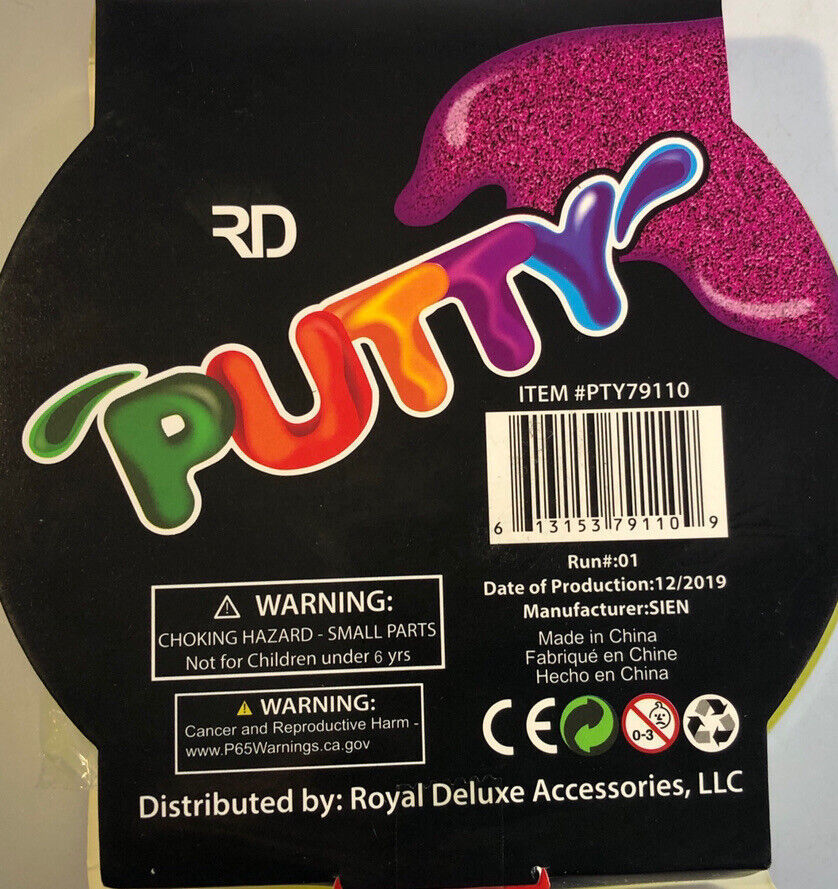 RD
PUTTY
ITEM #PTY79110
6 13153 79110 9
Run#:01
Date of Production:12/2019
Manufacturer:SIEN
Made in China
Fabriqué en Chine
Hecho en China
⚠ WARNING:
CHOKING HAZARD - SMALL PARTS
Not for Children under 6 yrs
⚠ WARNING:
Cancer and Reproductive Harm -
www.P65Warnings.ca.gov
CE
0-3
Distributed by: Royal Deluxe Accessories, LLC